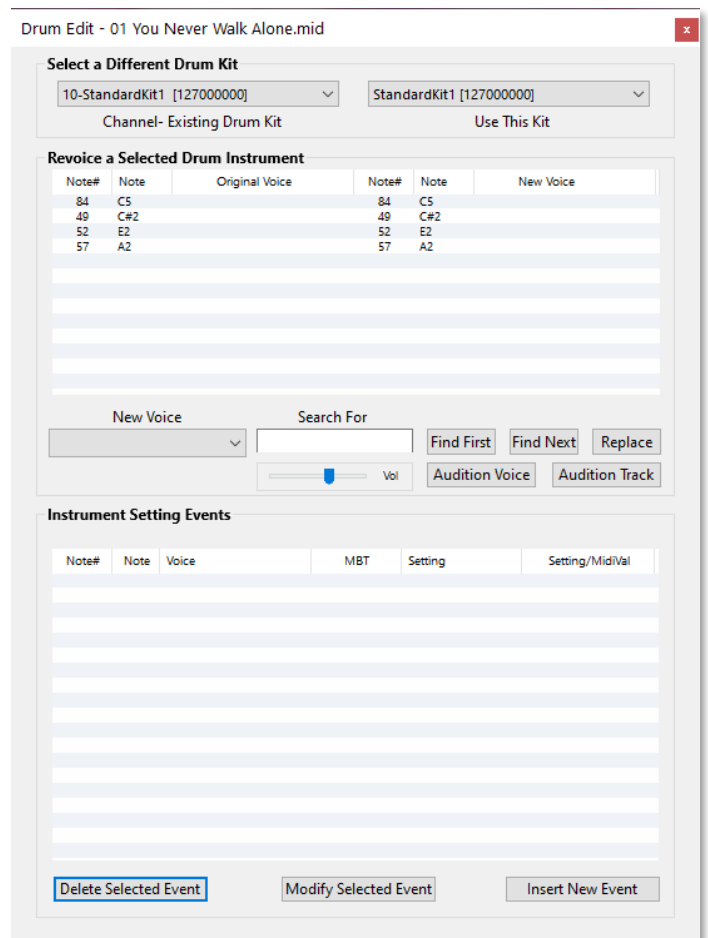 Drum Edit - 01 You Never Walk Alone.mid
x
Select a Different Drum Kit
10-StandardKit1 [127000000] StandardKit1 [127000000]
Channel- Existing Drum Kit Use This Kit
Revoice a Selected Drum Instrument
Note# Note Original Voice Note# Note New Voice
84 C5 84 C5
49 C#2 49 C#2
52 E2 52 E2
57 A2 57 A2
New Voice Search For
Find First Find Next Replace
Vol Audition Voice Audition Track
Instrument Setting Events
Note# Note Voice MBT Setting Setting/MidiVal
Delete Selected Event Modify Selected Event Insert New Event